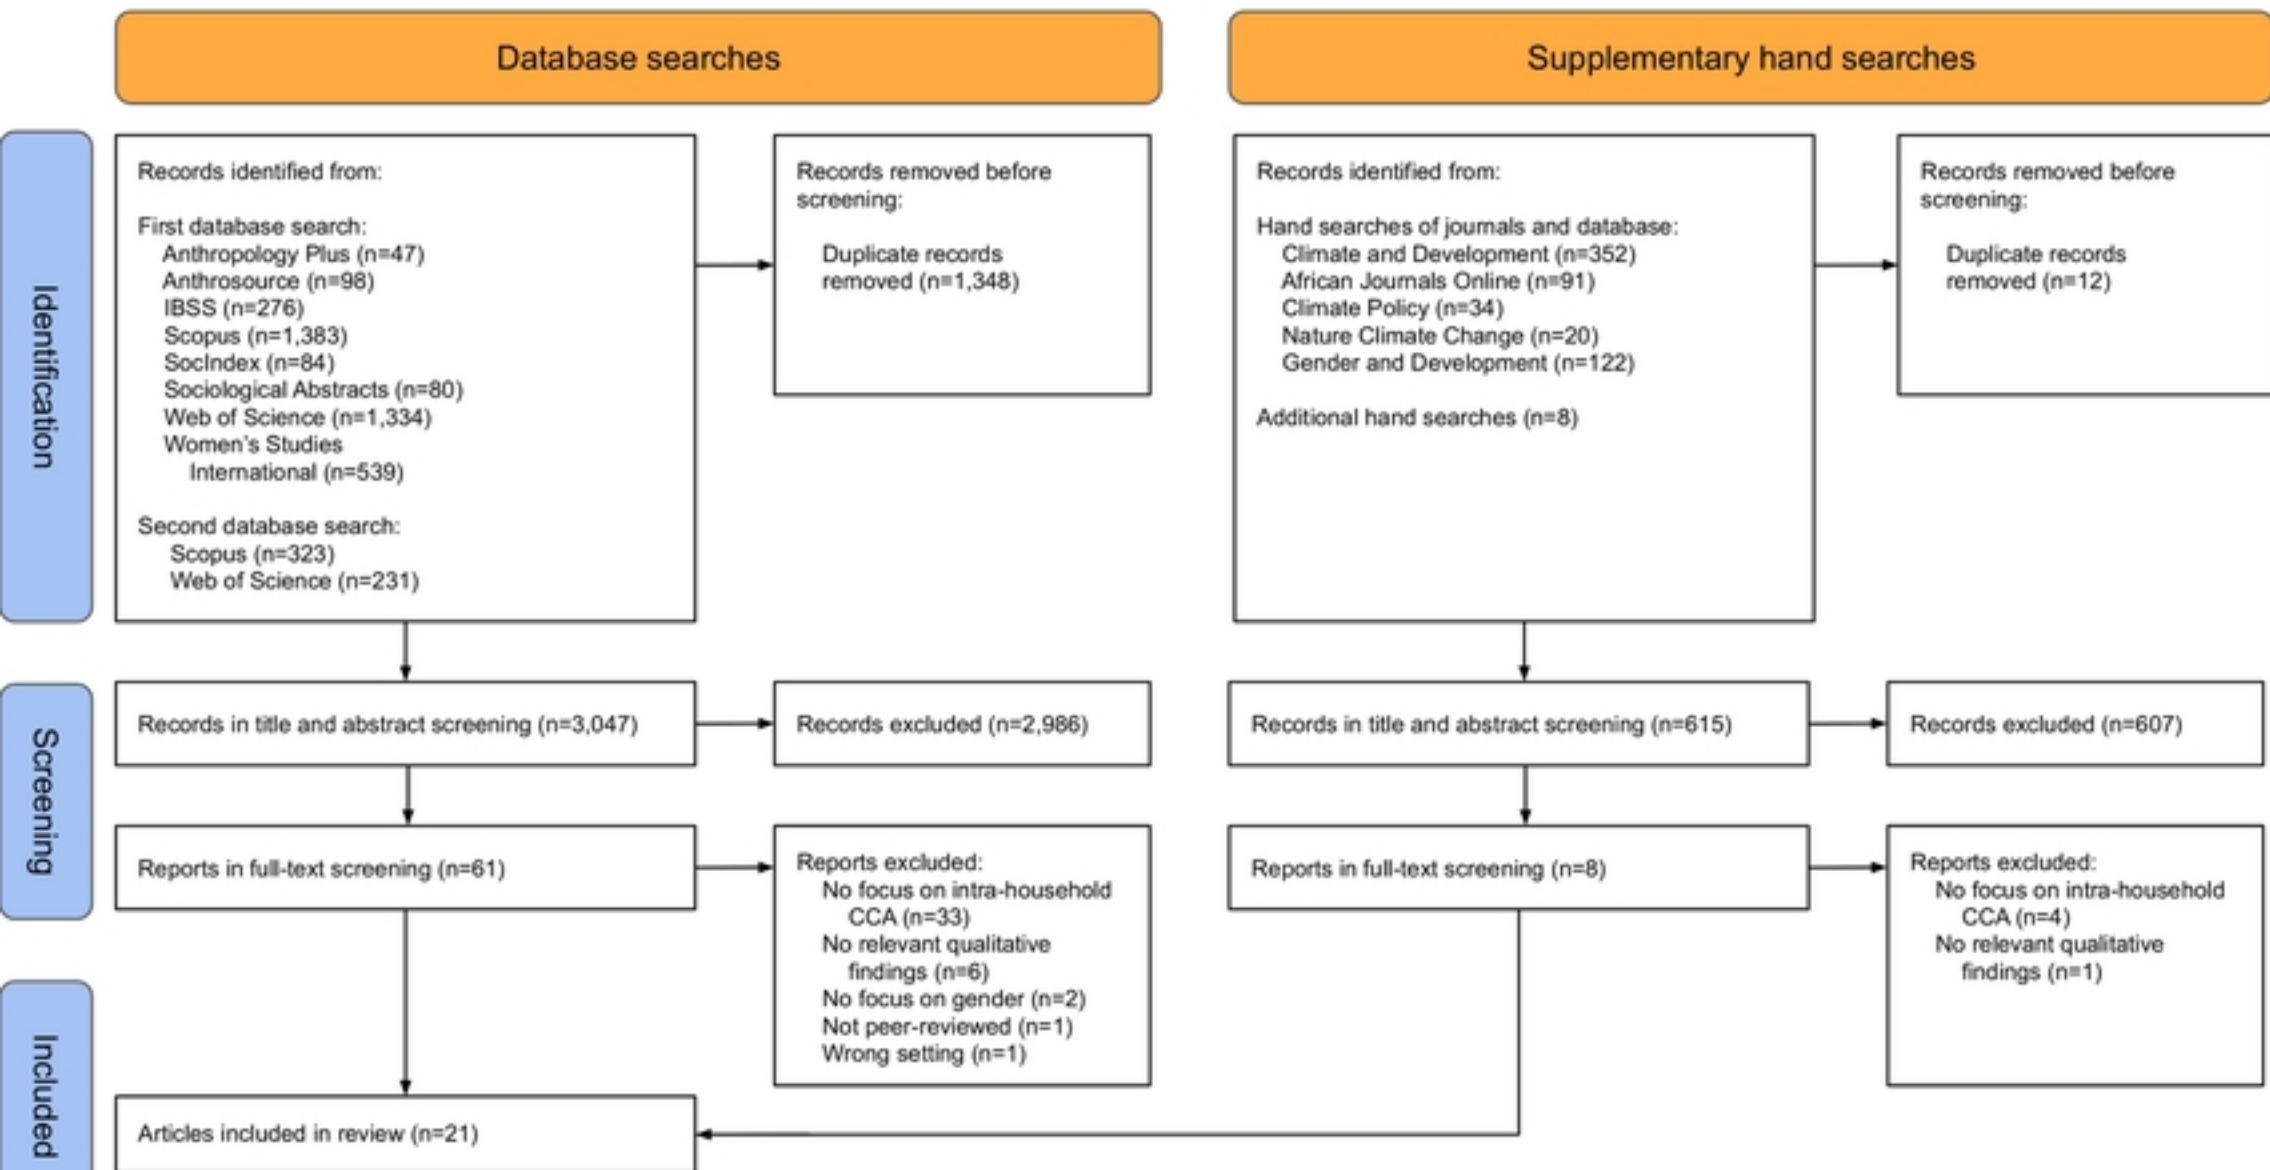 Database searches
Supplementary hand searches
Identification
Records identified from:
First database search:
Anthropology Plus (n=47)
Anthrosource (n=98)
IBSS (n=276)
Scopus (n=1,383)
SocIndex (n=84)
Sociological Abstracts (n=80)
Web of Science (n=1,334)
Women's Studies
International (n=539)
Second database search:
Scopus (n=323)
Web of Science (n=231)
Records removed before
screening:
Duplicate records
removed (n=1,348)
Records identified from:
Hand searches of journals and database:
Climate and Development (n=352)
African Journals Online (n=91)
Climate Policy (n=34)
Nature Climate Change (n=20)
Gender and Development (n=122)
Additional hand searches (n=8)
Records removed before
screening:
Duplicate records
removed (n=12)
Screening
Records in title and abstract screening (n=3,047)
Records excluded (n=2,986)
Records in title and abstract screening (n=615)
Records excluded (n=607)
Reports in full-text screening (n=61)
Reports excluded:
No focus on intra-household
CCA (n=33)
No relevant qualitative
findings (n=6)
No focus on gender (n=2)
Not peer-reviewed (n=1)
Wrong setting (n=1)
Reports in full-text screening (n=8)
Reports excluded:
No focus on intra-household
CCA (n=4)
No relevant qualitative
findings (n=1)
Included
Articles included in review (n=21)